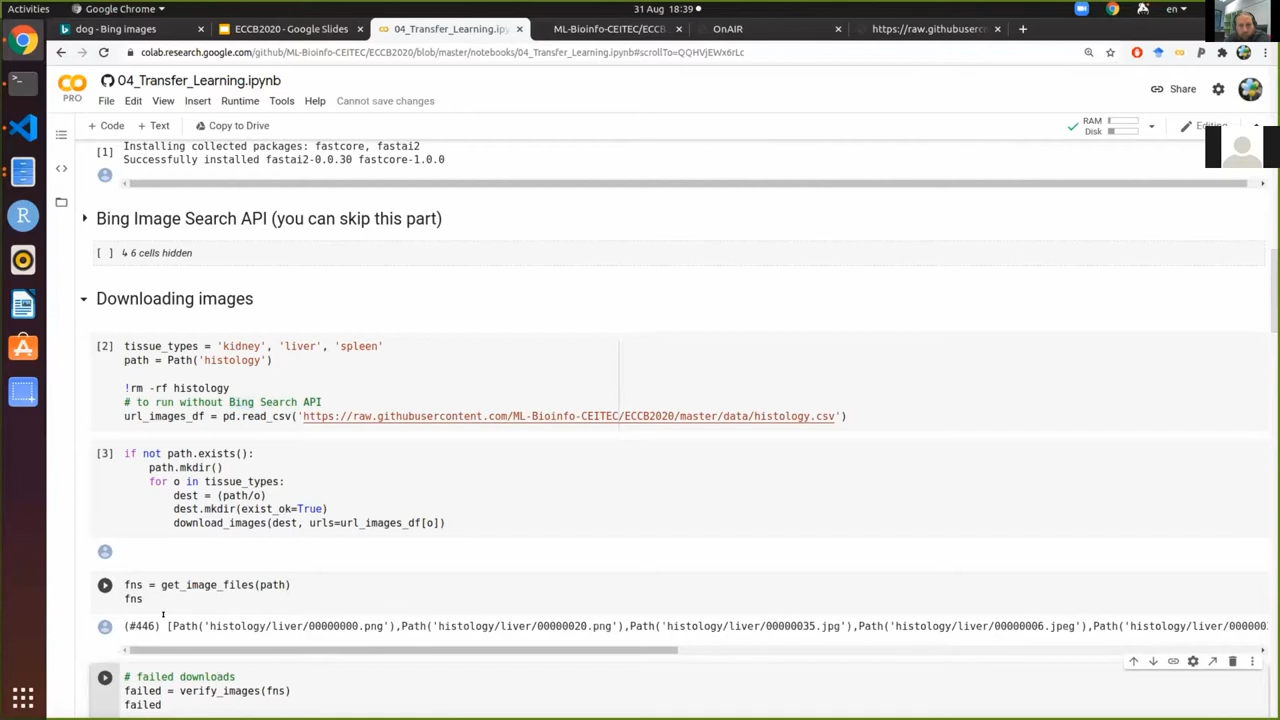 Activities
Google Chrome
31 Aug 18:39
en
dog - Bing images
ECCB2020 - Google Slides
04_Transfer_Learning.ip
ML-Bioinfo-CEITEC/ECCB
OnAIR
https://raw.githubuserc
colab.research.google.com/github/ML-Bioinfo-CEITEC/ECCB2020/blob/master/notebooks/04_Transfer_Learning.ipynb#scrollTo=QQHVjEWx6rLc
PRO
04_Transfer_Learning.ipynb
File Edit View Insert Runtime Tools Help Cannot save changes
Share
+ Code + Text Copy to Drive
RAM
Disk
Editing
[1]
Installing collected packages: fastcore, fastai2
Successfully installed fastai2-0.0.30 fastcore-1.0.0
Bing Image Search API (you can skip this part)
[ ] ↳ 6 cells hidden
Downloading images
[2] tissue_types = 'kidney', 'liver', 'spleen'
path = Path('histology')
!rm -rf histology
# to run without Bing Search API
url_images_df = pd.read_csv('https://raw.githubusercontent.com/ML-Bioinfo-CEITEC/ECCB2020/master/data/histology.csv')
[3] if not path.exists():
path.mkdir()
for o in tissue_types:
dest = (path/o)
dest.mkdir(exist_ok=True)
download_images(dest, urls=url_images_df[o])
fns = get_image_files(path)
fns
(#446) [Path('histology/liver/00000000.png'),Path('histology/liver/00000020.png'),Path('histology/liver/00000035.jpg'),Path('histology/liver/00000006.jpeg'),Path('histology/liver/000000
# failed downloads
failed = verify_images(fns)
failed